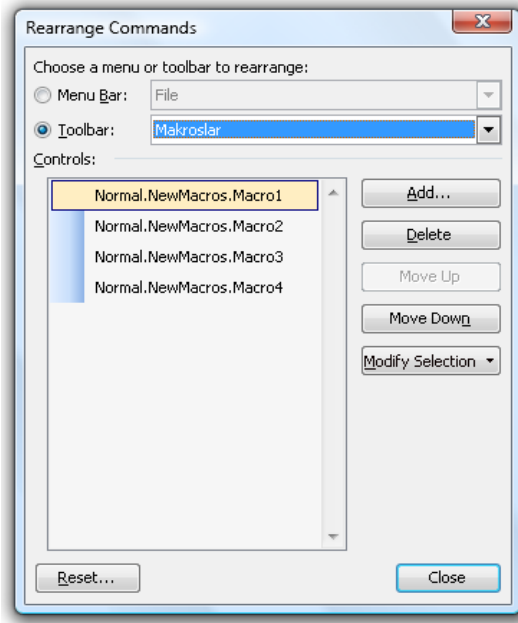 Rearrange Commands
Choose a menu or toolbar to rearrange:
Menu Bar: File
Toolbar: Makroslar
Controls:
Normal.NewMacros.Macro1
Normal.NewMacros.Macro2
Normal.NewMacros.Macro3
Normal.NewMacros.Macro4
Add...
Delete
Move Up
Move Down
Modify Selection
Reset...
Close